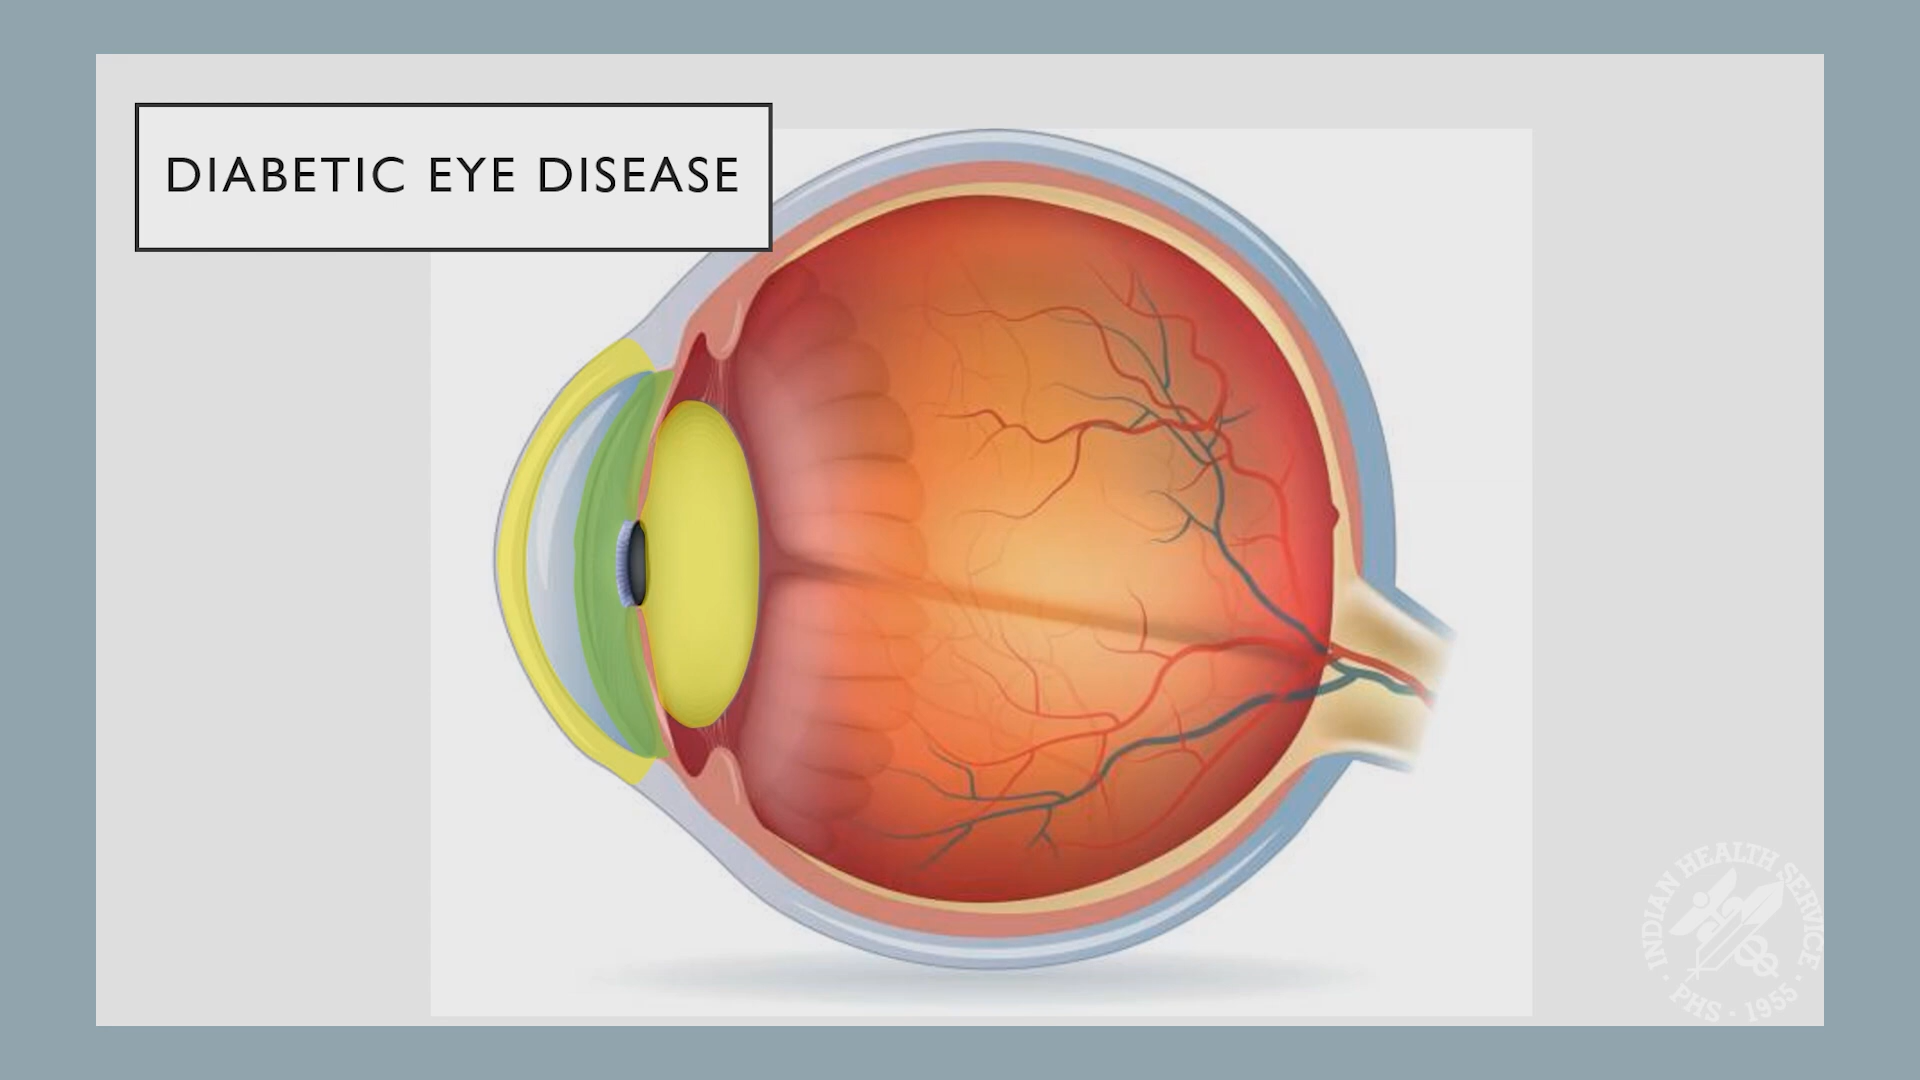 DIABETIC EYE DISEASE
INDIAN HEALTH SERVICE
· PHS · 1955 ·